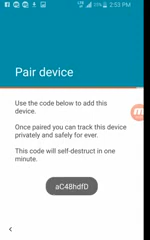 2:53 PM
Pair device
Use the code below to add this
device.
Once paired you can track this device
privately and safely for ever.
This code will self-destruct in one
minute.
aC48hdfD